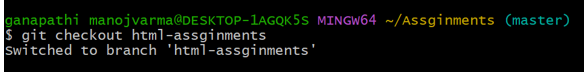 ganapathi manojvarma@DESKTOP-1AGQK5S MINGW64 ~/Assginments (master)
$ git checkout html-assginments
Switched to branch 'html-assginments'